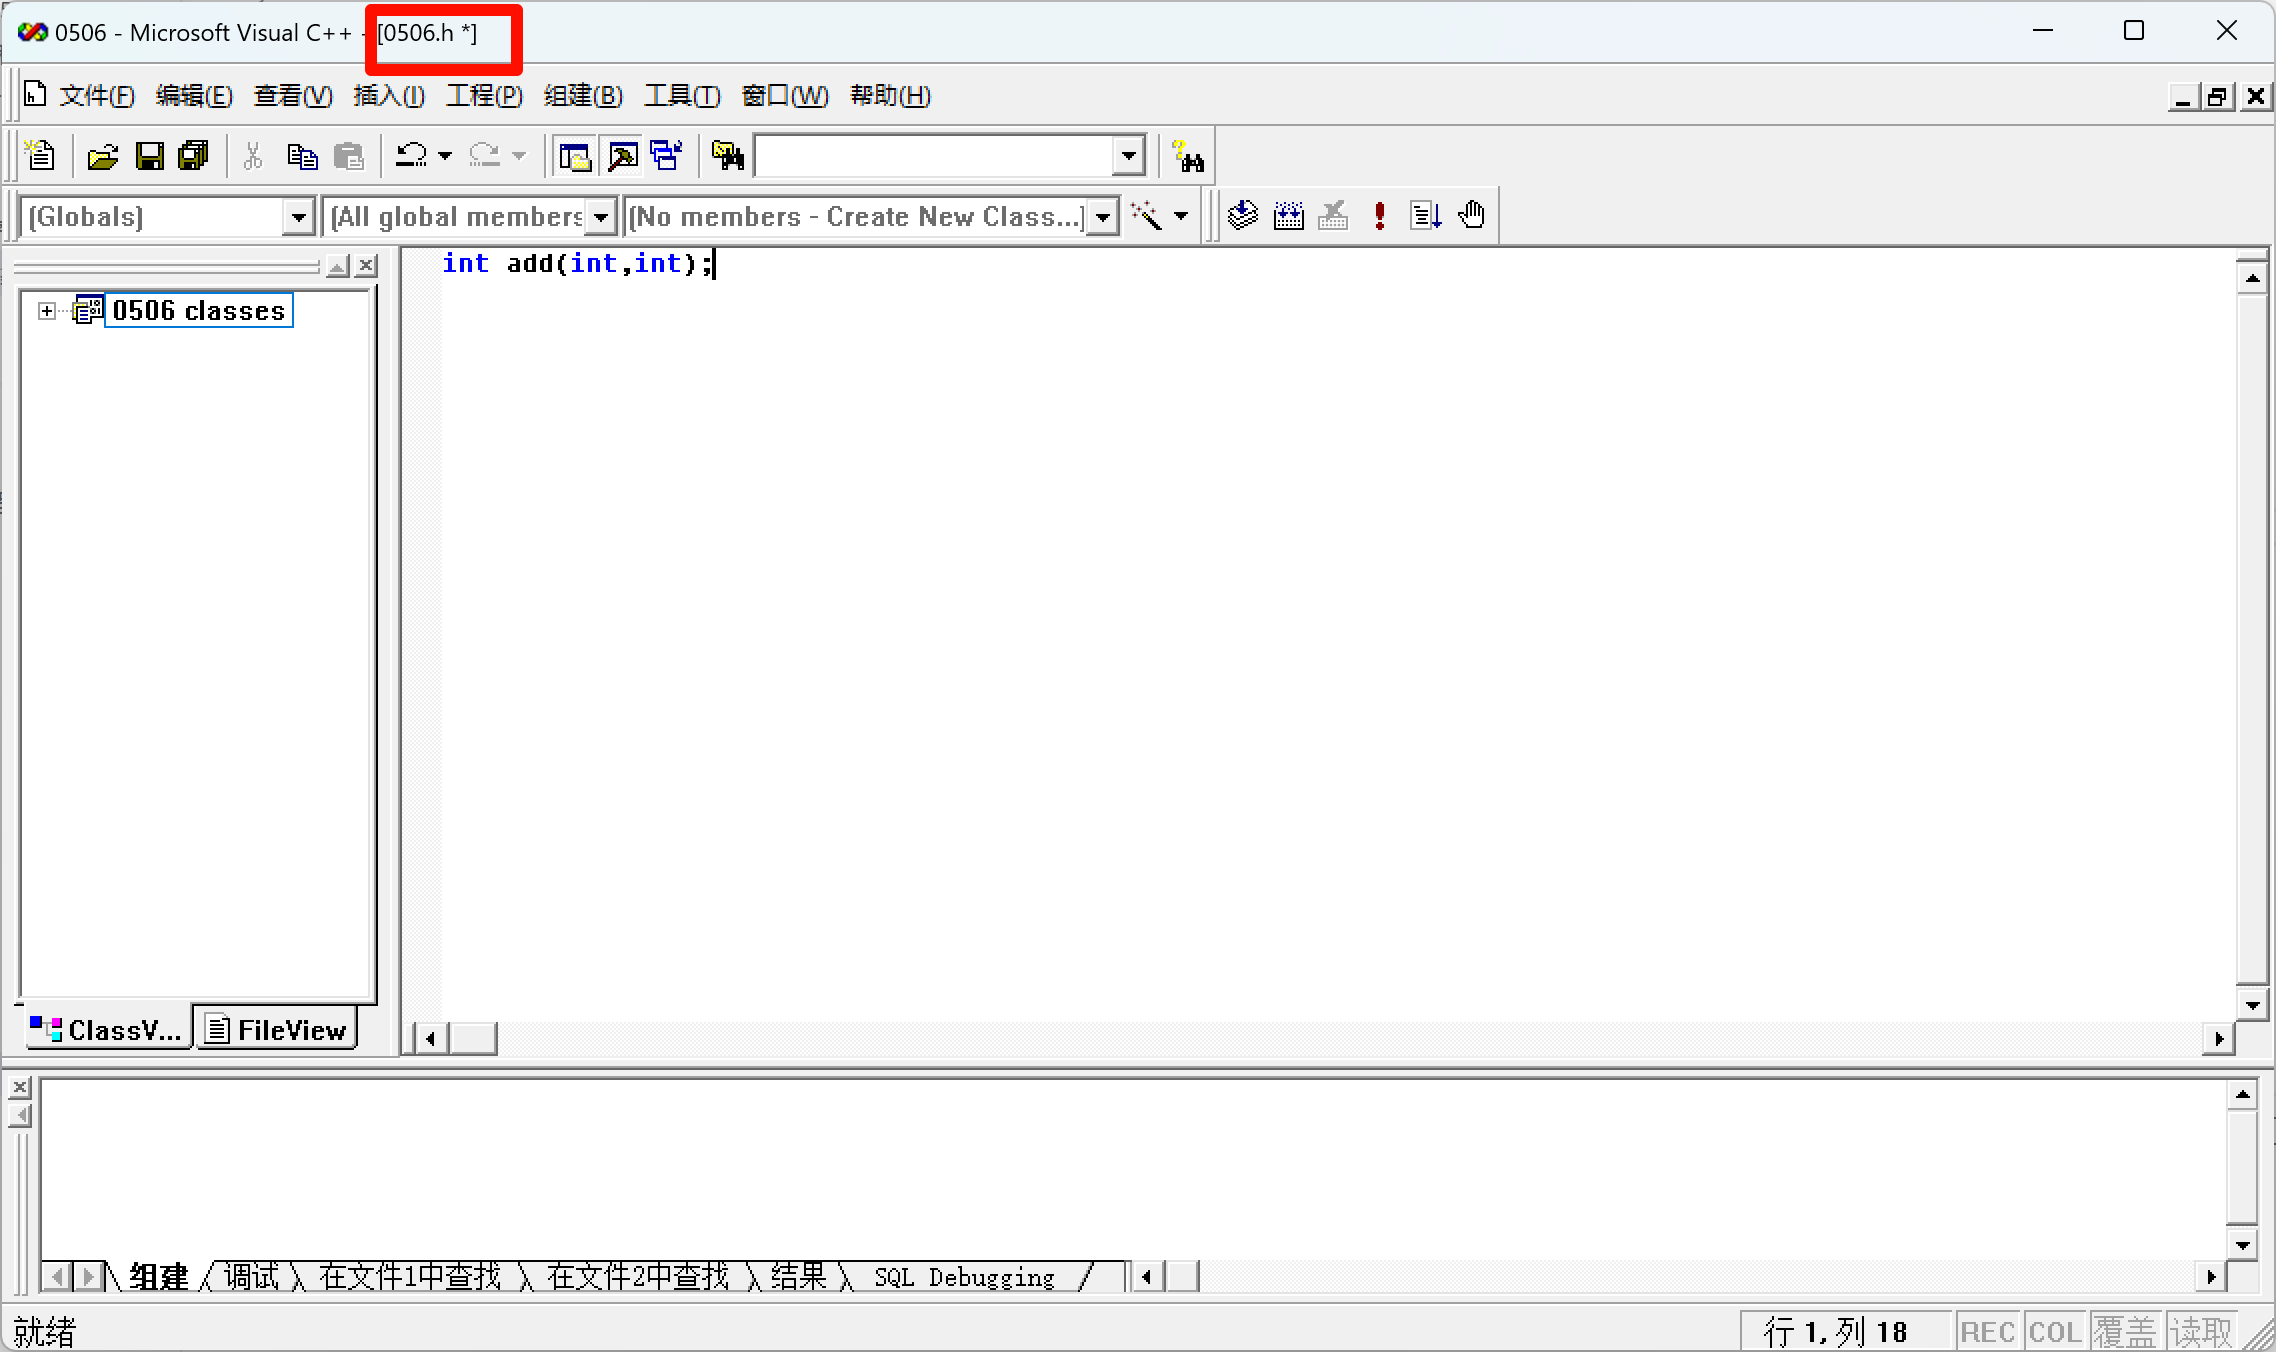 0506 - Microsoft Visual C++ - [0506.h *]
文件(F) 编辑(E) 查看(V) 插入(I) 工程(P) 组建(B) 工具(T) 窗口(W) 帮助(H)
(Globals) (All global members (No members - Create New Class...)
int add(int,int);
0506 classes
ClassV... FileView
组建 调试 在文件1中查找 在文件2中查找 结果 SQL Debugging
就绪 行 1, 列 18 REC COL 覆盖 读取